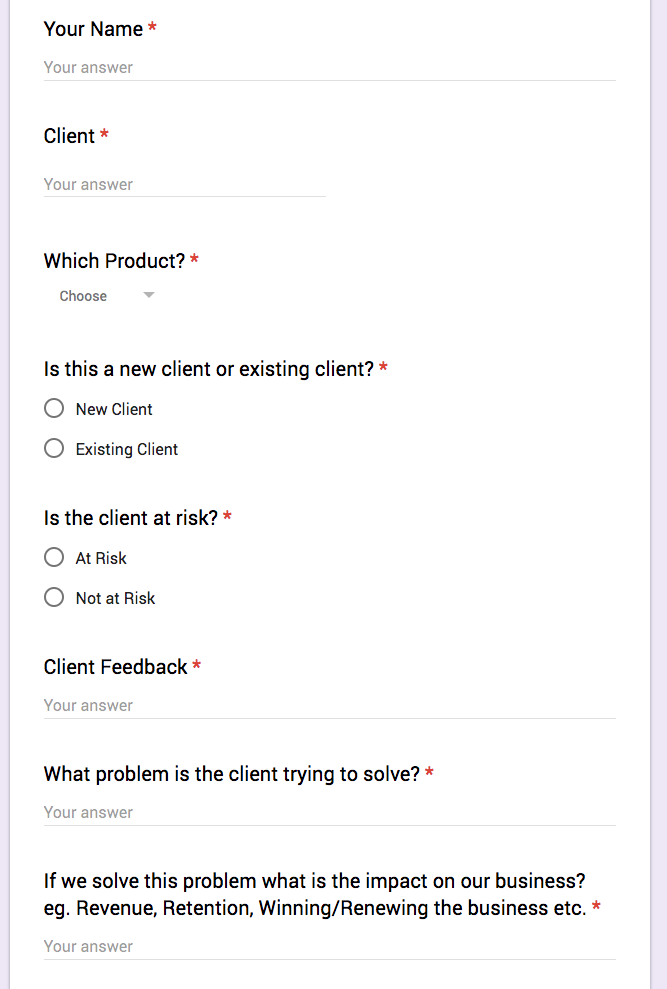 Your Name *
Your answer
Client *
Your answer
Which Product? *
Choose
Is this a new client or existing client? *
New Client
Existing Client
Is the client at risk? *
At Risk
Not at Risk
Client Feedback *
Your answer
What problem is the client trying to solve? *
Your answer
If we solve this problem what is the impact on our business?
eg. Revenue, Retention, Winning/Renewing the business etc. *
Your answer